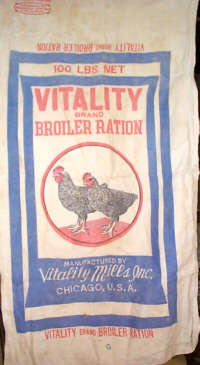 VITALITY BRAND BROILER RATION
100 LBS NET
VITALITY
BRAND
BROILER RATION
MANUFACTURED BY
Vitality Mills, Inc.
CHICAGO, U.S.A.
VITALITY BRAND BROILER RATION
G